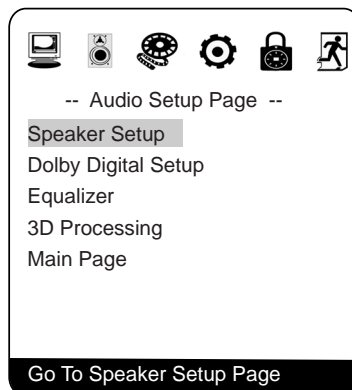 -- Audio Setup Page --
Speaker Setup
Dolby Digital Setup
Equalizer
3D Processing
Main Page
Go To Speaker Setup Page